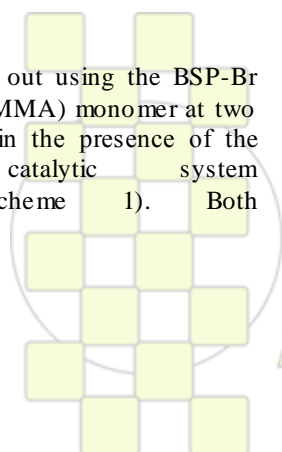 out using the BSP-Br
MMA) monomer at two
in the presence of the
catalytic system
cheme 1). Both